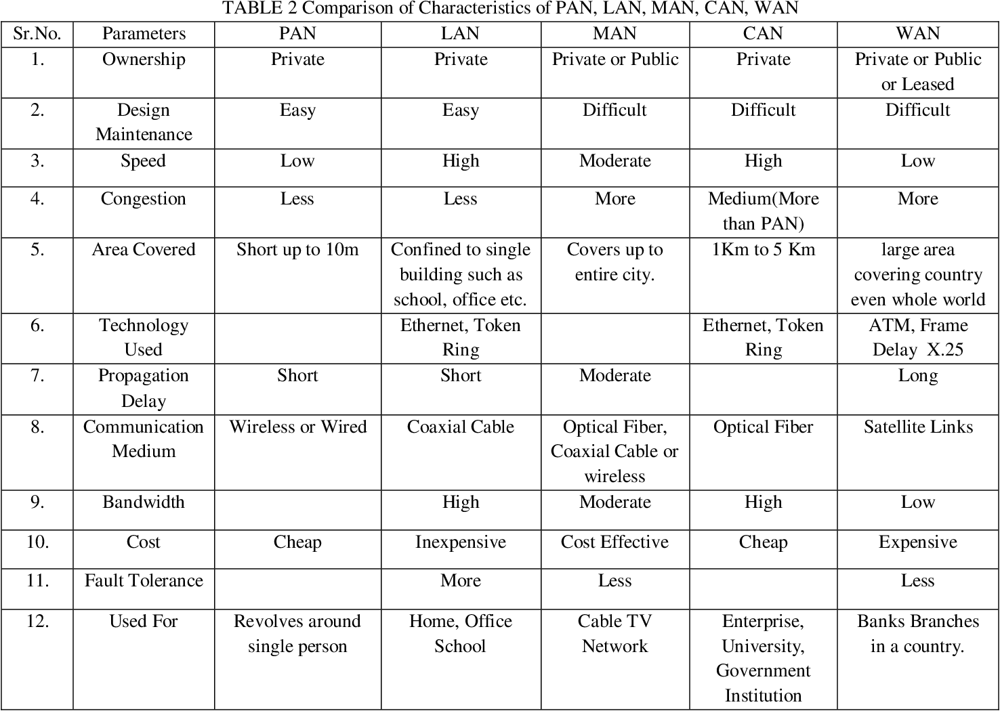 TABLE 2 Comparison of Characteristics of PAN, LAN, MAN, CAN, WAN
Sr.No. Parameters PAN LAN MAN CAN WAN
1. Ownership Private Private Private or Public Private Private or Public
or Leased
2. Design Easy Easy Difficult Difficult Difficult
Maintenance
3. Speed Low High Moderate High Low
4. Congestion Less Less More Medium(More More
than PAN)
5. Area Covered Short up to 10m Confined to single Covers up to 1Km to 5 Km large area
building such as entire city. covering country
school, office etc. even whole world
6. Technology Ethernet, Token Ethernet, Token ATM, Frame
Used Ring Ring Delay X.25
7. Propagation Short Short Moderate Long
Delay
8. Communication Wireless or Wired Coaxial Cable Optical Fiber, Optical Fiber Satellite Links
Medium Coaxial Cable or
wireless
9. Bandwidth High Moderate High Low
10. Cost Cheap Inexpensive Cost Effective Cheap Expensive
11. Fault Tolerance More Less Less
12. Used For Revolves around Home, Office Cable TV Enterprise, Banks Branches
single person School Network University, in a country.
Government
Institution